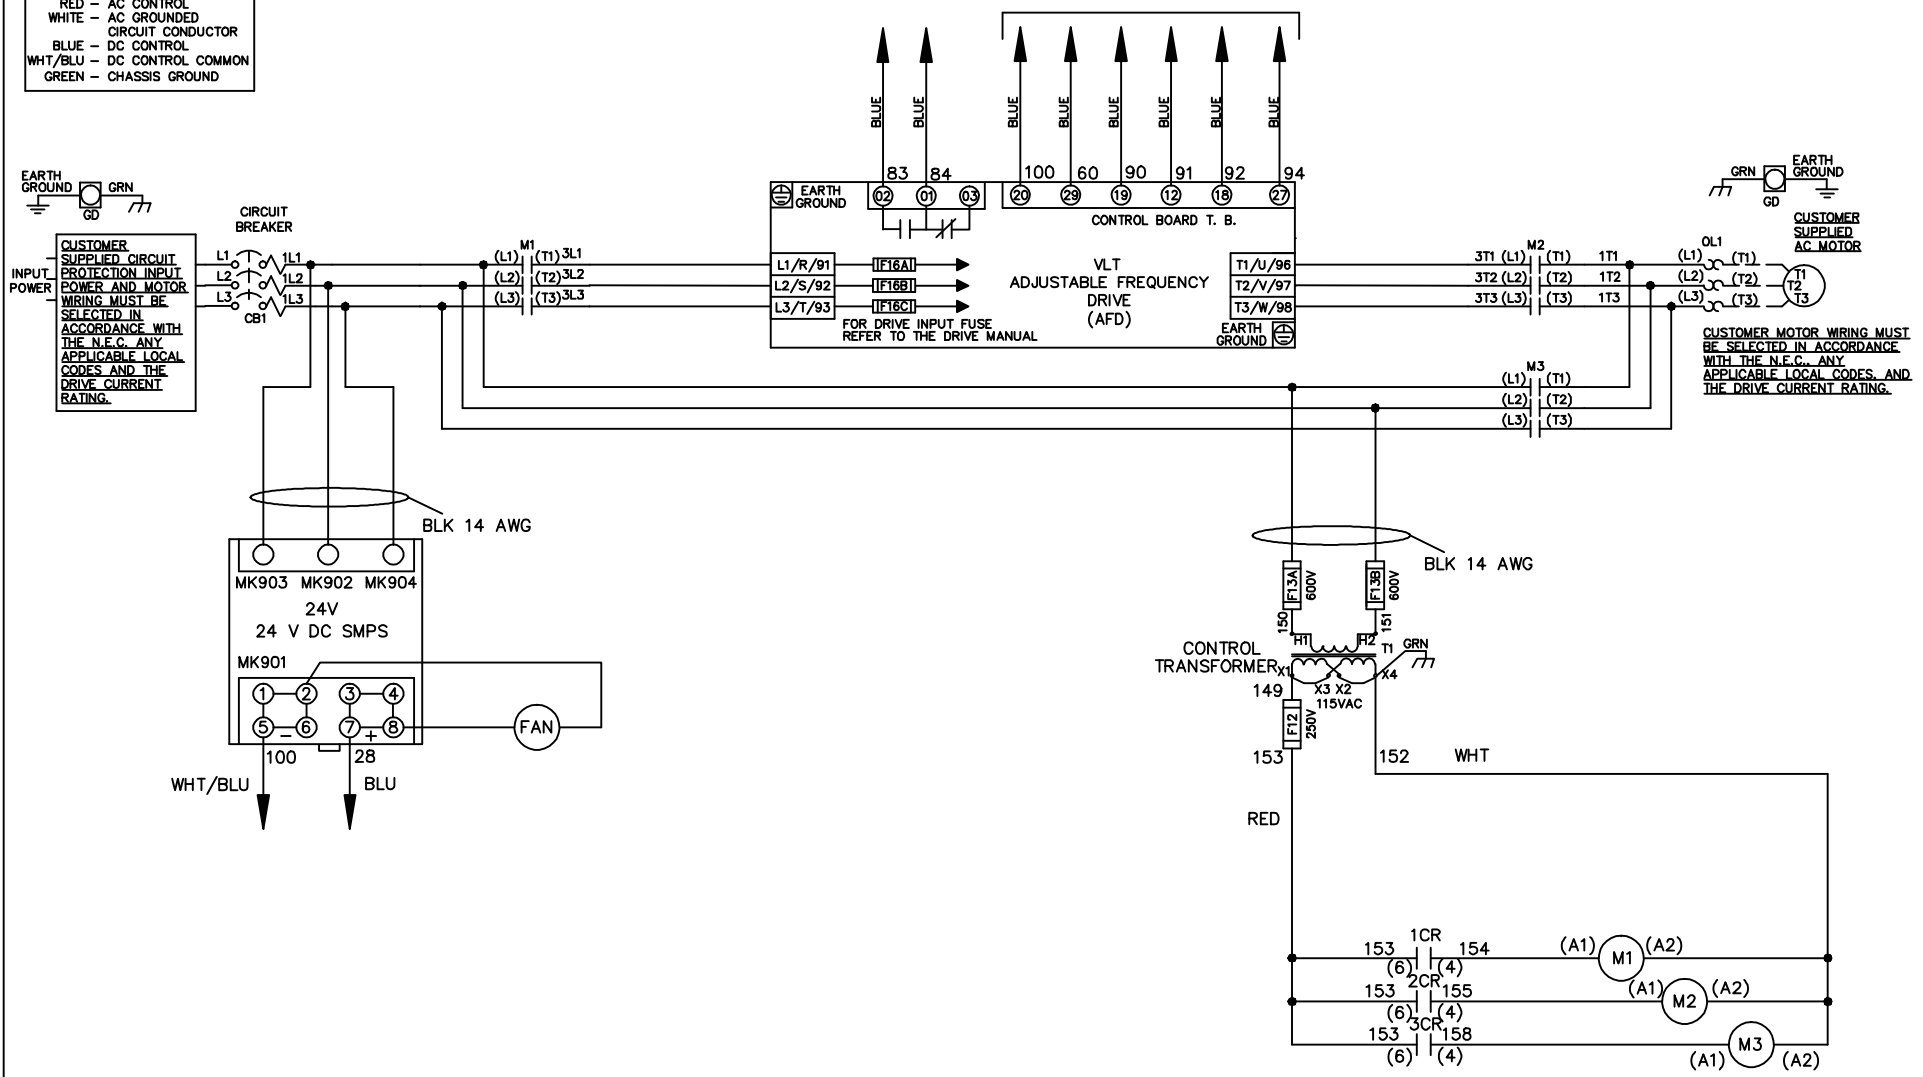 RED – AC CONTROL
WHITE – AC GROUNDED
CIRCUIT CONDUCTOR
BLUE – DC CONTROL
WHT/BLU – DC CONTROL COMMON
GREEN – CHASSIS GROUND
BLUE
BLUE
BLUE
BLUE
BLUE
BLUE
BLUE
BLUE
83
84
100
60
90
91
92
94
EARTH
GROUND
02
01
03
20
29
19
12
18
27
CONTROL BOARD T. B.
EARTH
GROUND
GRN
GD
CIRCUIT
BREAKER
INPUT
POWER
CUSTOMER
SUPPLIED CIRCUIT
PROTECTION INPUT
POWER AND MOTOR
WIRING MUST BE
SELECTED IN
ACCORDANCE WITH
THE N.E.C. ANY
APPLICABLE LOCAL
CODES AND THE
DRIVE CURRENT
RATING.
L1
1L1
L2
1L2
L3
1L3
CB1
M1
(L1) (T1) 3L1
(L2) (T2) 3L2
(L3) (T3) 3L3
L1/R/91
L2/S/92
L3/T/93
F16A
F16B
F16C
FOR DRIVE INPUT FUSE
REFER TO THE DRIVE MANUAL
VLT
ADJUSTABLE FREQUENCY
DRIVE
(AFD)
T1/U/96
T2/V/97
T3/W/98
EARTH
GROUND
M2
3T1 (L1) (T1) 1T1
3T2 (L2) (T2) 1T2
3T3 (L3) (T3) 1T3
OL1
(L1) (T1)
(L2) (T2)
(L3) (T3)
T1
T2
T3
GRN
EARTH
GROUND
GD
CUSTOMER
SUPPLIED
AC MOTOR
CUSTOMER MOTOR WIRING MUST
BE SELECTED IN ACCORDANCE
WITH THE N.E.C., ANY
APPLICABLE LOCAL CODES, AND
THE DRIVE CURRENT RATING.
M3
(L1) (T1)
(L2) (T2)
(L3) (T3)
BLK 14 AWG
MK903 MK902 MK904
24V
24 V DC SMPS
MK901
1
2
3
4
5
–
6
7
+
8
FAN
100
28
WHT/BLU
BLU
BLK 14 AWG
F13A
600V
F13B
600V
150
151
H1
H2
T1
GRN
CONTROL
TRANSFORMER
X1
X3 X2
X4
115VAC
149
F12
250V
153
152
WHT
RED
1CR
153
154
(6)
(4)
(A1)
M1
(A2)
2CR
153
155
(6)
(4)
(A1)
M2
(A2)
3CR
153
158
(6)
(4)
(A1)
M3
(A2)